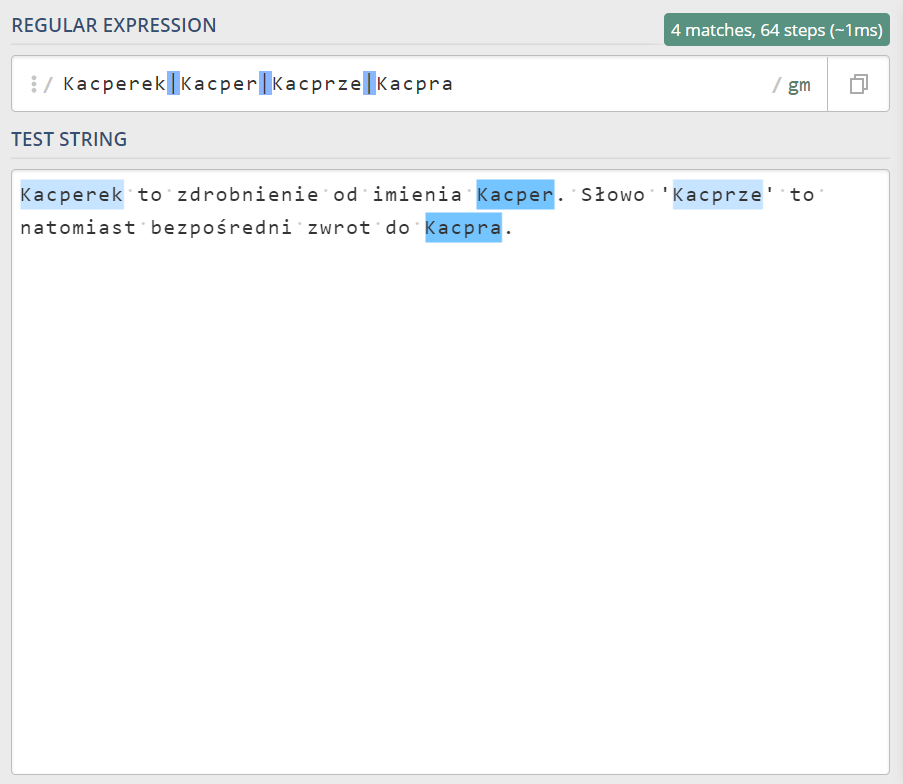 REGULAR EXPRESSION
4 matches, 64 steps (~1ms)
/ Kacperek|Kacper|Kacprze|Kacpra / gm
TEST STRING
Kacperek to zdrobnienie od imienia Kacper. Słowo 'Kacprze' to
natomiast bezpośredni zwrot do Kacpra.